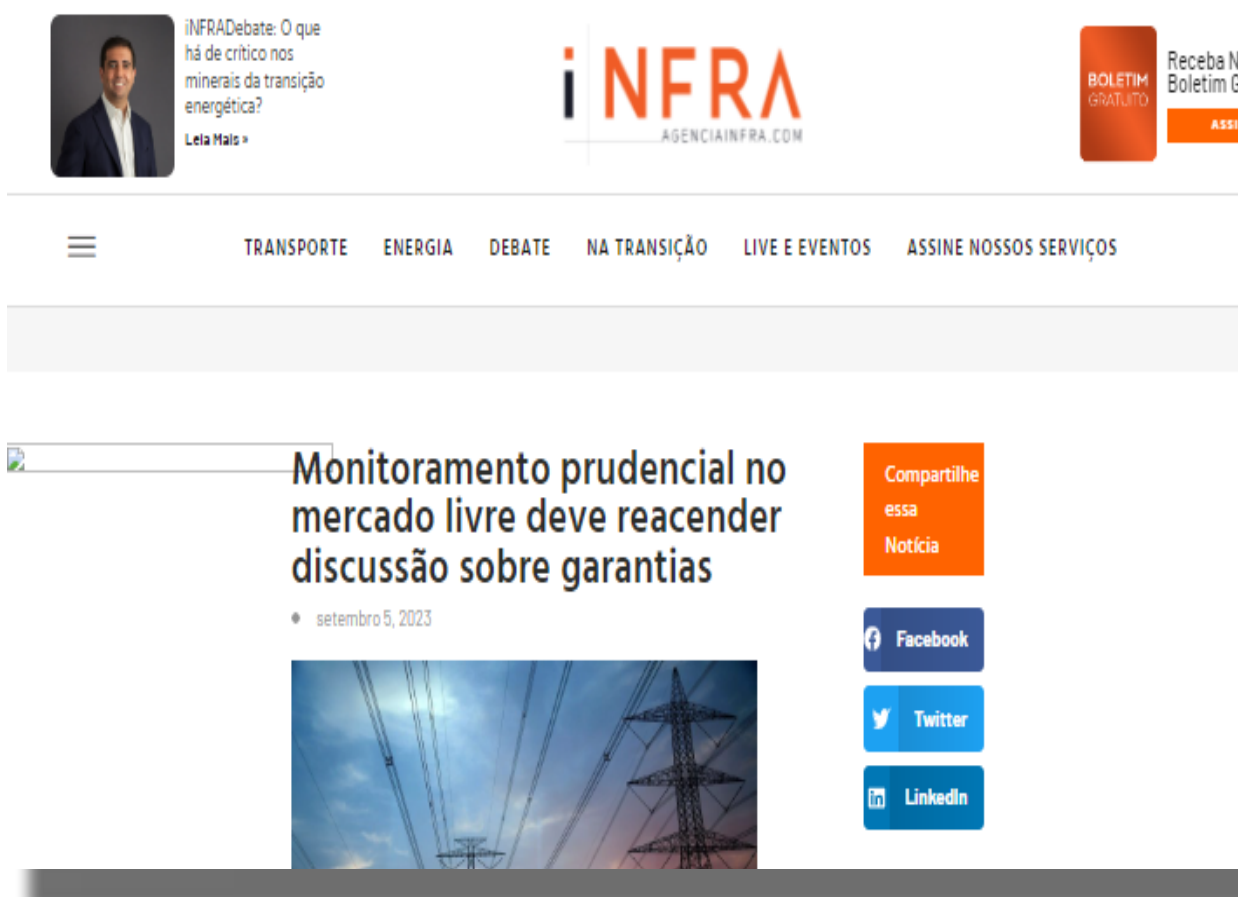 iNFRADebate: O que
há de crítico nos
minerais da transição
energética?
Leia Mais »
iNFRA
AGENCIAINFRA.COM
BOLETIM
GRATUITO
Receba
Boletim
TRANSPORTE ENERGIA DEBATE NA TRANSIÇÃO LIVE E EVENTOS ASSINE NOSSOS SERVIÇOS
Monitoramento prudencial no
mercado livre deve reacender
discussão sobre garantias
setembro 5, 2023
Compartilhe
essa
Notícia
Facebook
Twitter
LinkedIn